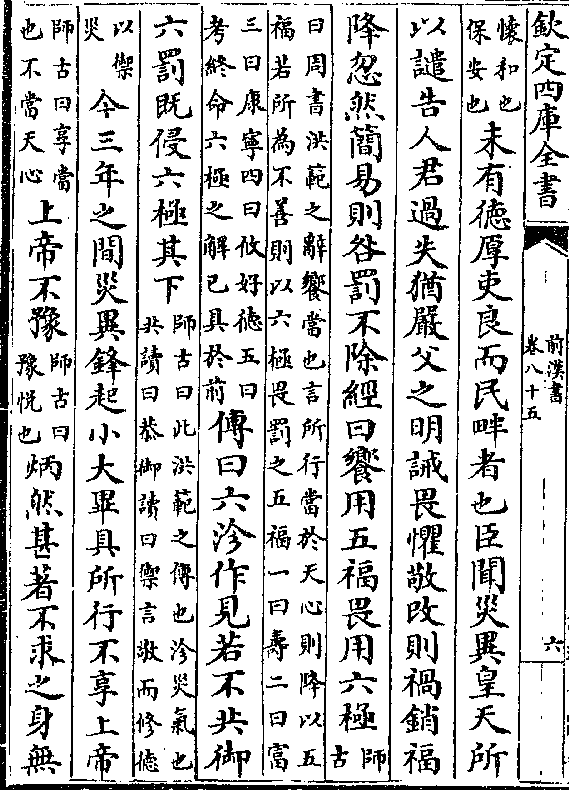 欽定四庫全書
前漢書
卷八十五
六
懷和也
保安也
未有德厚吏良而民畔者也臣聞災異皇天所
以譴告人君過失猶嚴父之明誡畏懼敬改則禍銷福
降忽然簡易則咎罰不除經曰饗用五福畏用六極
師
古
曰周書洪範之辭饗當也言所行當於天心則降以五
福若所為不善則以六極畏罰之五福一曰壽二曰富
三曰康寧四曰攸好德五曰
考終命六極之解已具於前
傳曰六沴作見若不共御
六罰既侵六極其下
師古曰此洪範之傳也沴災氣也
共讀曰恭御讀曰禦言敬而修德
以禦
災
今三年之間災異鋒起小大畢具所行不享上帝
師古曰享當
也不當天心
上帝不豫
師古曰
豫悅也
炳然甚著不求之身無